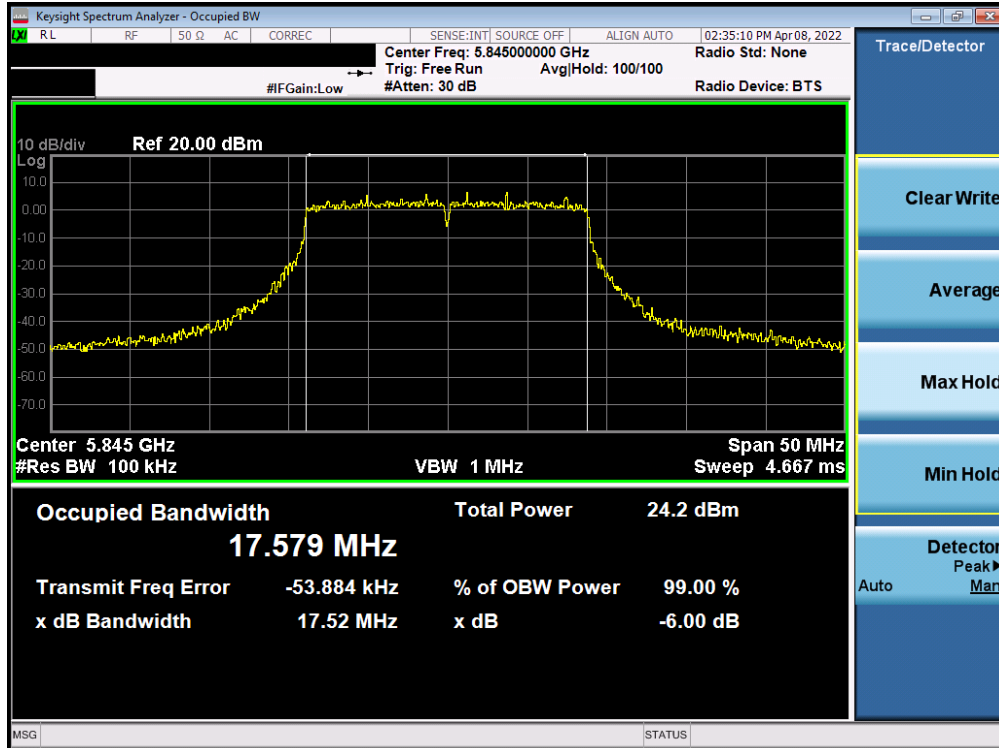 Keysight Spectrum Analyzer - Occupied BW
LXI RL RF 50 Ω AC CORREC SENSE:INT SOURCE OFF ALIGN AUTO 02:35:10 PM Apr 08, 2022
Center Freq: 5.845000000 GHz Radio Std: None
Trig: Free Run Avg|Hold: 100/100
#IFGain:Low #Atten: 30 dB Radio Device: BTS
Trace/Detector
10 dB/div Ref 20.00 dBm
Log
10.0
0.00
-10.0
-20.0
-30.0
-40.0
-50.0
-60.0
-70.0
Center 5.845 GHz Span 50 MHz
#Res BW 100 kHz VBW 1 MHz Sweep 4.667 ms
Occupied Bandwidth Total Power 24.2 dBm
17.579 MHz
Transmit Freq Error -53.884 kHz % of OBW Power 99.00 %
x dB Bandwidth 17.52 MHz x dB -6.00 dB
Clear Write
Average
Max Hold
Min Hold
Detector
Peak▶
Auto Man
MSG STATUS